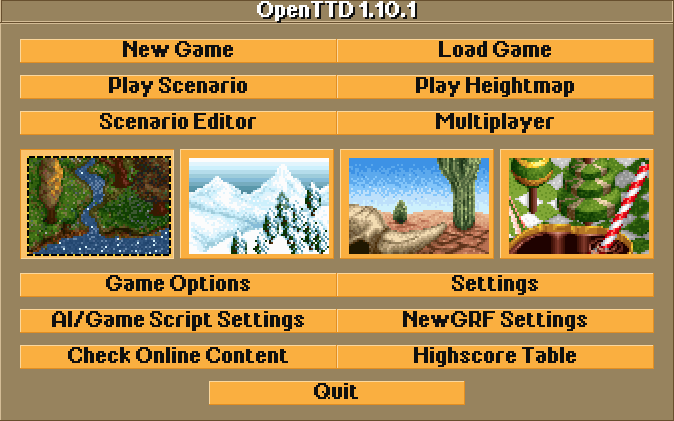 OpenTTD 1.10.1
New Game
Load Game
Play Scenario
Play Heightmap
Scenario Editor
Multiplayer
Game Options
Settings
AI/Game Script Settings
NewGRF Settings
Check Online Content
Highscore Table
Quit